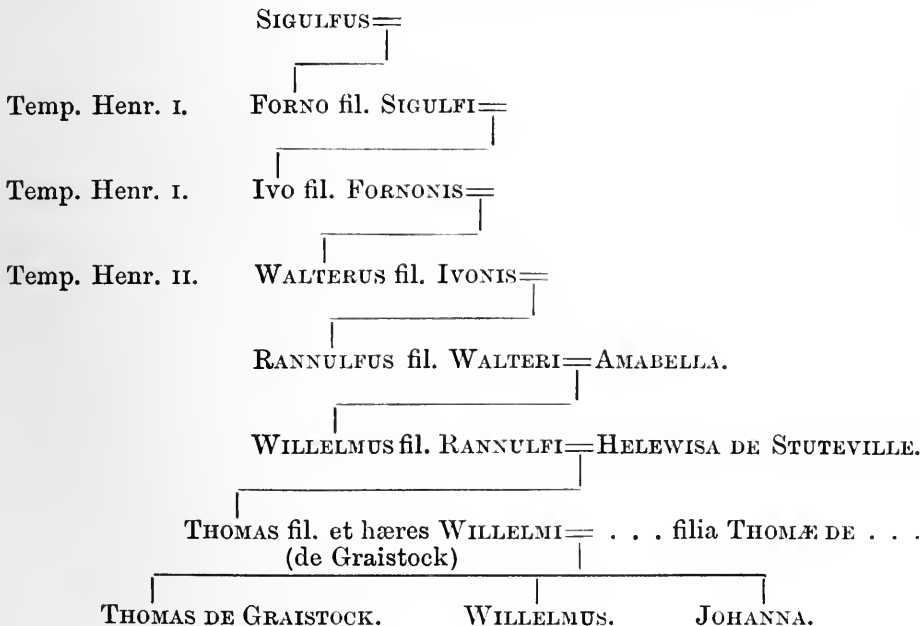 SIGULFUS
Temp. Henr. I. FORNO fil. SIGULFI
Temp. Henr. I. IVO fil. FORNONIS
Temp. Henr. II. WALTERUS fil. IVONIS
RANNULFUS fil. WALTERI AMABELLA.
WILLELMUS fil. RANNULFI HELEWISA DE STUTEVILLE.
THOMAS fil. et hæres WILLELMI . . . filia THOMÆ DE . . .
(de Graistock)
THOMAS DE GRAISTOCK. WILLELMUS. JOHANNA.